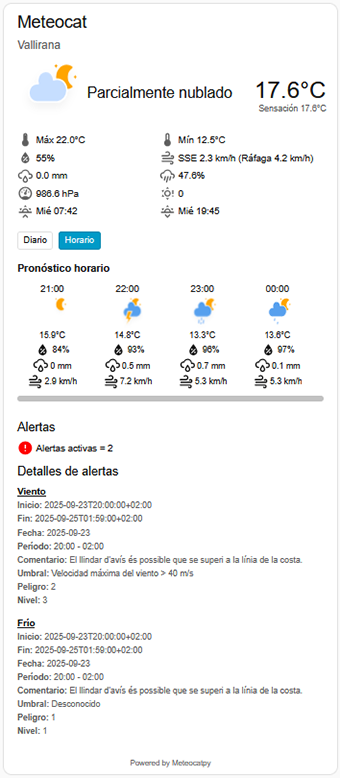 Meteocat
Vallirana
Parcialmente nublado
17.6°C
Sensación 17.6°C
Máx 22.0°C
Mín 12.5°C
55%
SSE 2.3 km/h (Ráfaga 4.2 km/h)
0.0 mm
47.6%
986.6 hPa
0
Mié 07:42
Mié 19:45
Diario
Horario
Pronóstico horario
21:00 22:00 23:00 00:00
15.9°C 14.8°C 13.3°C 13.6°C
84% 93% 96% 97%
0 mm 0.5 mm 0.7 mm 0.1 mm
2.9 km/h 7.2 km/h 5.3 km/h 5.3 km/h
Alertas
Alertas activas = 2
Detalles de alertas
Viento
Inicio: 2025-09-23T20:00:00+02:00
Fin: 2025-09-25T01:59:00+02:00
Fecha: 2025-09-23
Período: 20:00 - 02:00
Comentario: El llindar d'avís és possible que se superi a la línia de la costa.
Umbral: Velocidad máxima del viento > 40 m/s
Peligro: 2
Nivel: 3
Frío
Inicio: 2025-09-23T20:00:00+02:00
Fin: 2025-09-25T01:59:00+02:00
Fecha: 2025-09-23
Período: 20:00 - 02:00
Comentario: El llindar d'avís és possible que se superi a la línia de la costa.
Umbral: Desconocido
Peligro: 1
Nivel: 1
Powered by Meteocatpy